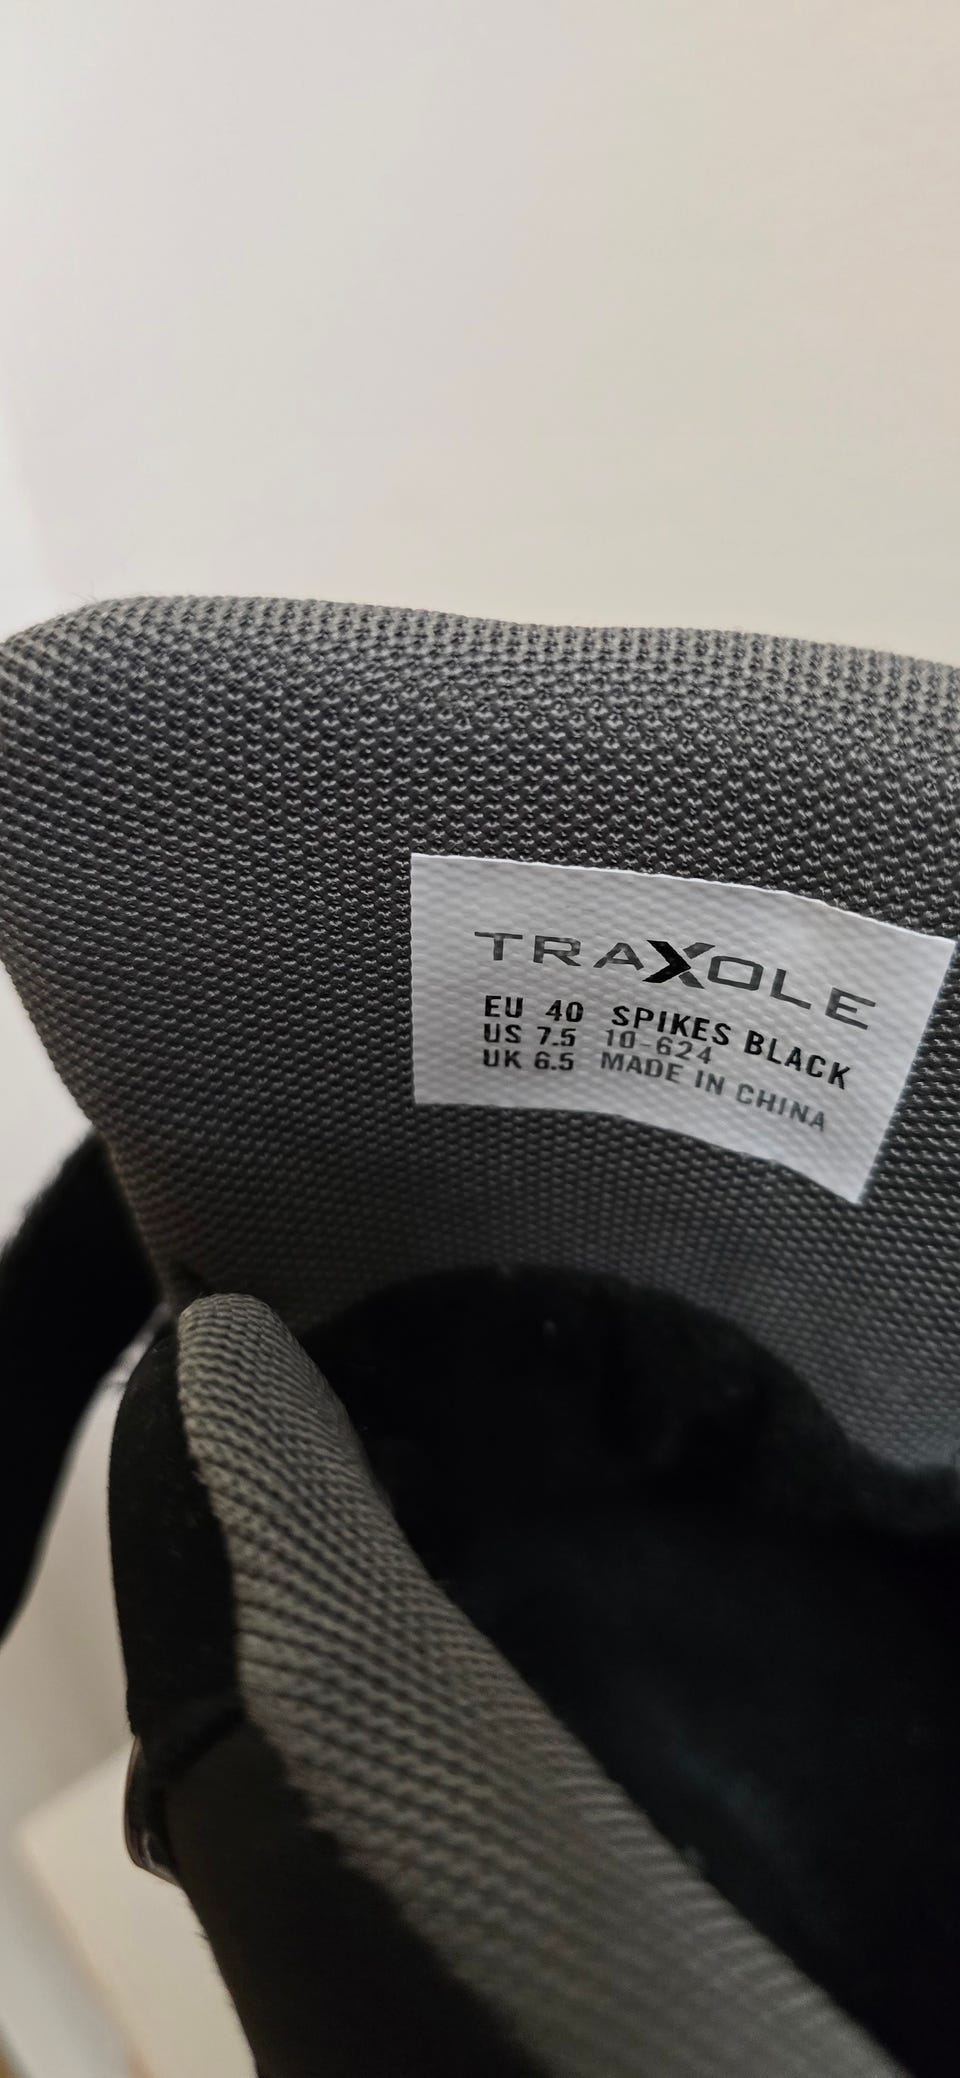 TRAXOLE
EU 40 SPIKES BLACK
US 7.5 10-624
UK 6.5 MADE IN CHINA